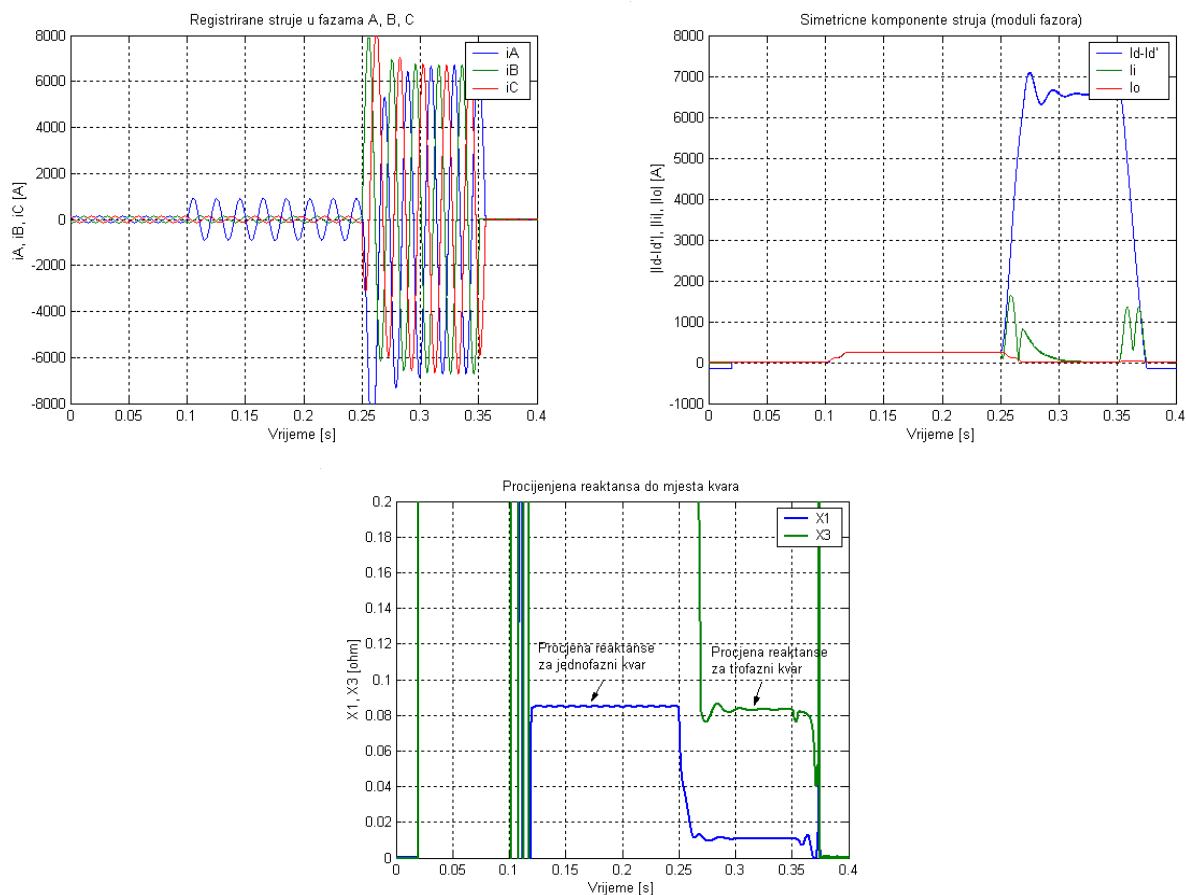 Registrirane struje u fazama A, B, C
8000
6000
4000
2000
0
-2000
-4000
-6000
-8000
iA, iB, iC [A]
iA
iB
iC
0
0.05
0.1
0.15
0.2
0.25
0.3
0.35
0.4
Vrijeme [s]
Simetricne komponente struja (moduli fazora)
8000
7000
6000
5000
4000
3000
2000
1000
0
-1000
|Id-Id'|, |Ii|, |Io| [A]
Id-Id'
Ii
Io
0
0.05
0.1
0.15
0.2
0.25
0.3
0.35
0.4
Vrijeme [s]
Procijenjena reaktansa do mjesta kvara
0.2
0.18
0.16
0.14
0.12
0.1
0.08
0.06
0.04
0.02
0
X1, X3 [ohm]
X1
X3
Procjena reaktanse
za jednofazni kvar
Procjena reaktanse
za trofazni kvar
0
0.05
0.1
0.15
0.2
0.25
0.3
0.35
0.4
Vrijeme [s]